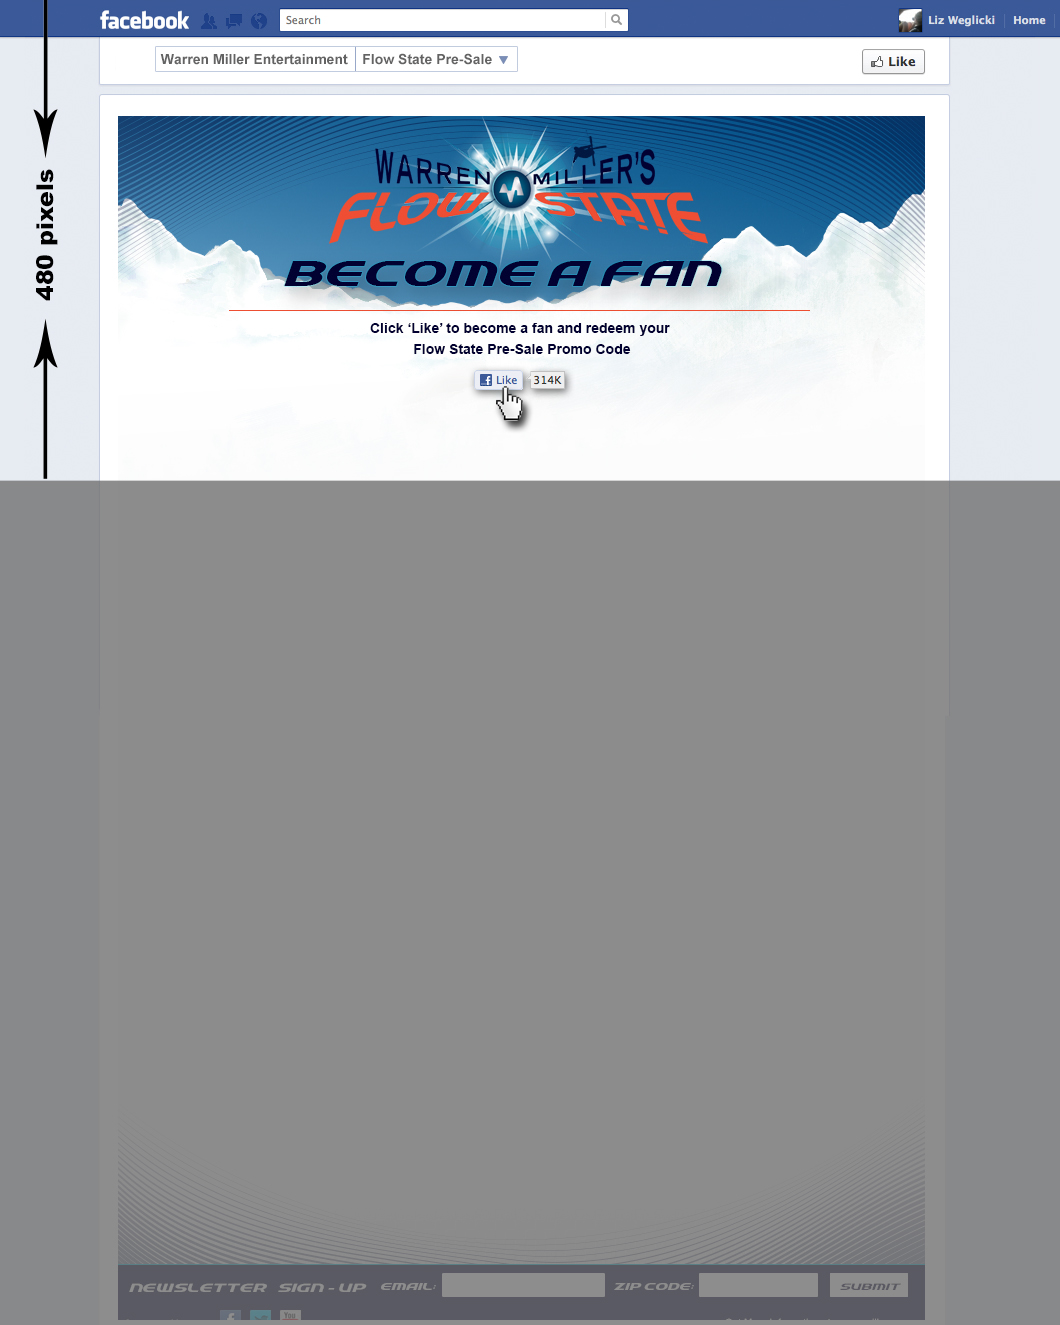 facebook
Search
Liz Weglicki
Home
Warren Miller Entertainment
Flow State Pre-Sale
Like
480 pixels
WARREN MILLER'S
FLOW STATE
BECOME A FAN
Click ‘Like’ to become a fan and redeem your
Flow State Pre-Sale Promo Code
Like 314K
NEWSLETTER SIGN-UP EMAIL: ZIP CODE: SUBMIT
You